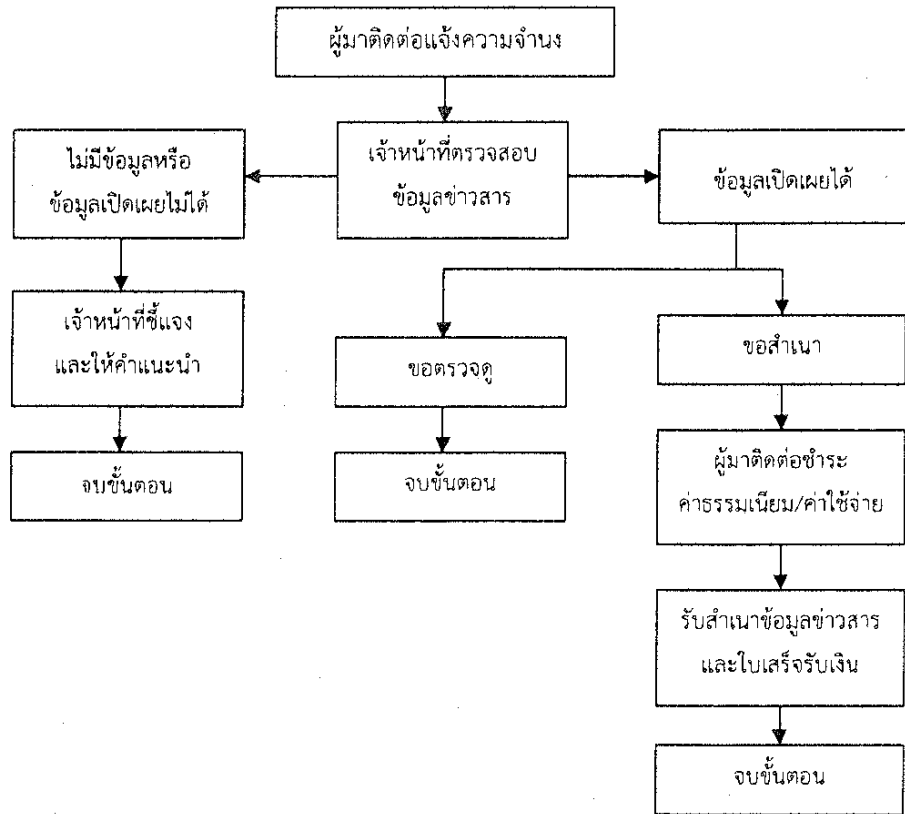 ผู้มาติดต่อแจ้งความจำนง
ไม่มีข้อมูลหรือ
ข้อมูลเปิดเผยไม่ได้
เจ้าหน้าที่ตรวจสอบ
ข้อมูลข่าวสาร
ข้อมูลเปิดเผยได้
เจ้าหน้าที่ชี้แจง
และให้คำแนะนำ
ขอตรวจดู
ขอสำเนา
จบขั้นตอน
จบขั้นตอน
ผู้มาติดต่อชำระ
ค่าธรรมเนียม/ค่าใช้จ่าย
รับสำเนาข้อมูลข่าวสาร
และใบเสร็จรับเงิน
จบขั้นตอน